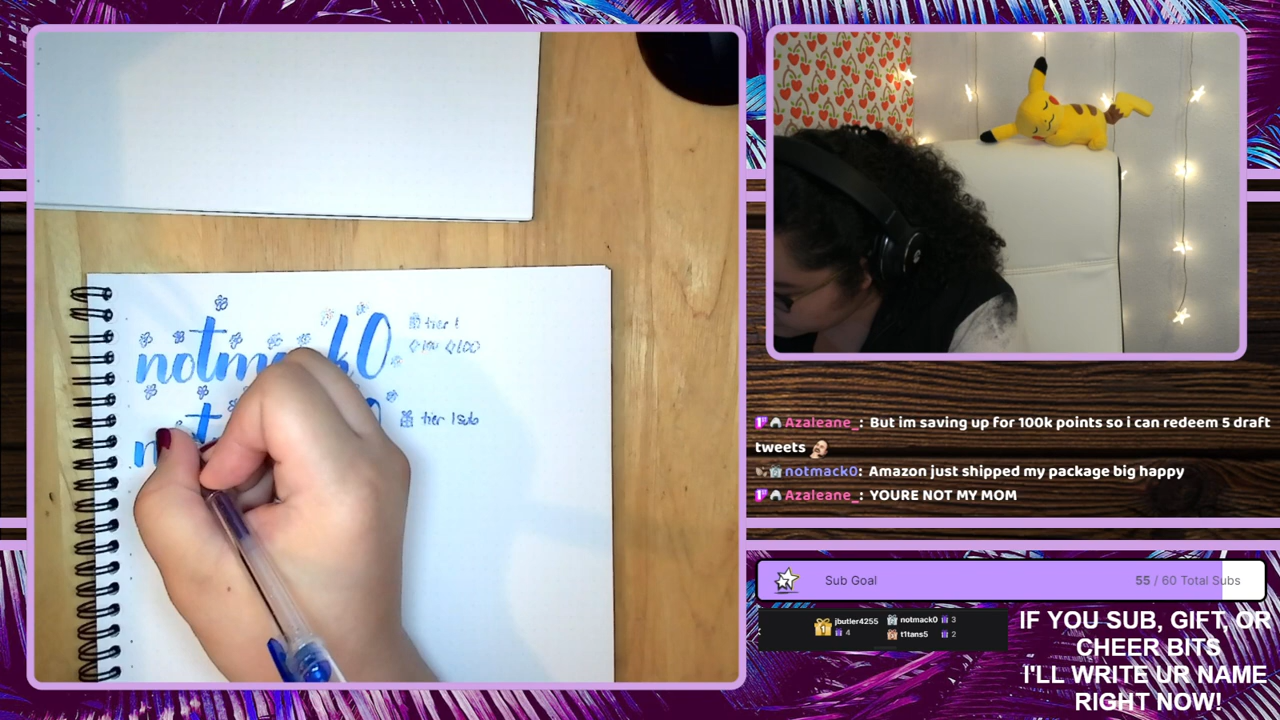 notmack0
tier 1
tier 1 sub
Azaleane_: But im saving up for 100k points so i can redeem 5 draft
tweets
notmack0: Amazon just shipped my package big happy
Azaleane_: YOURE NOT MY MOM
Sub Goal
55 / 60 Total Subs
1 jbutler4255 4
notmack0 3
t1tans5 2
IF YOU SUB, GIFT, OR
CHEER BITS
I'LL WRITE UR NAME
RIGHT NOW!